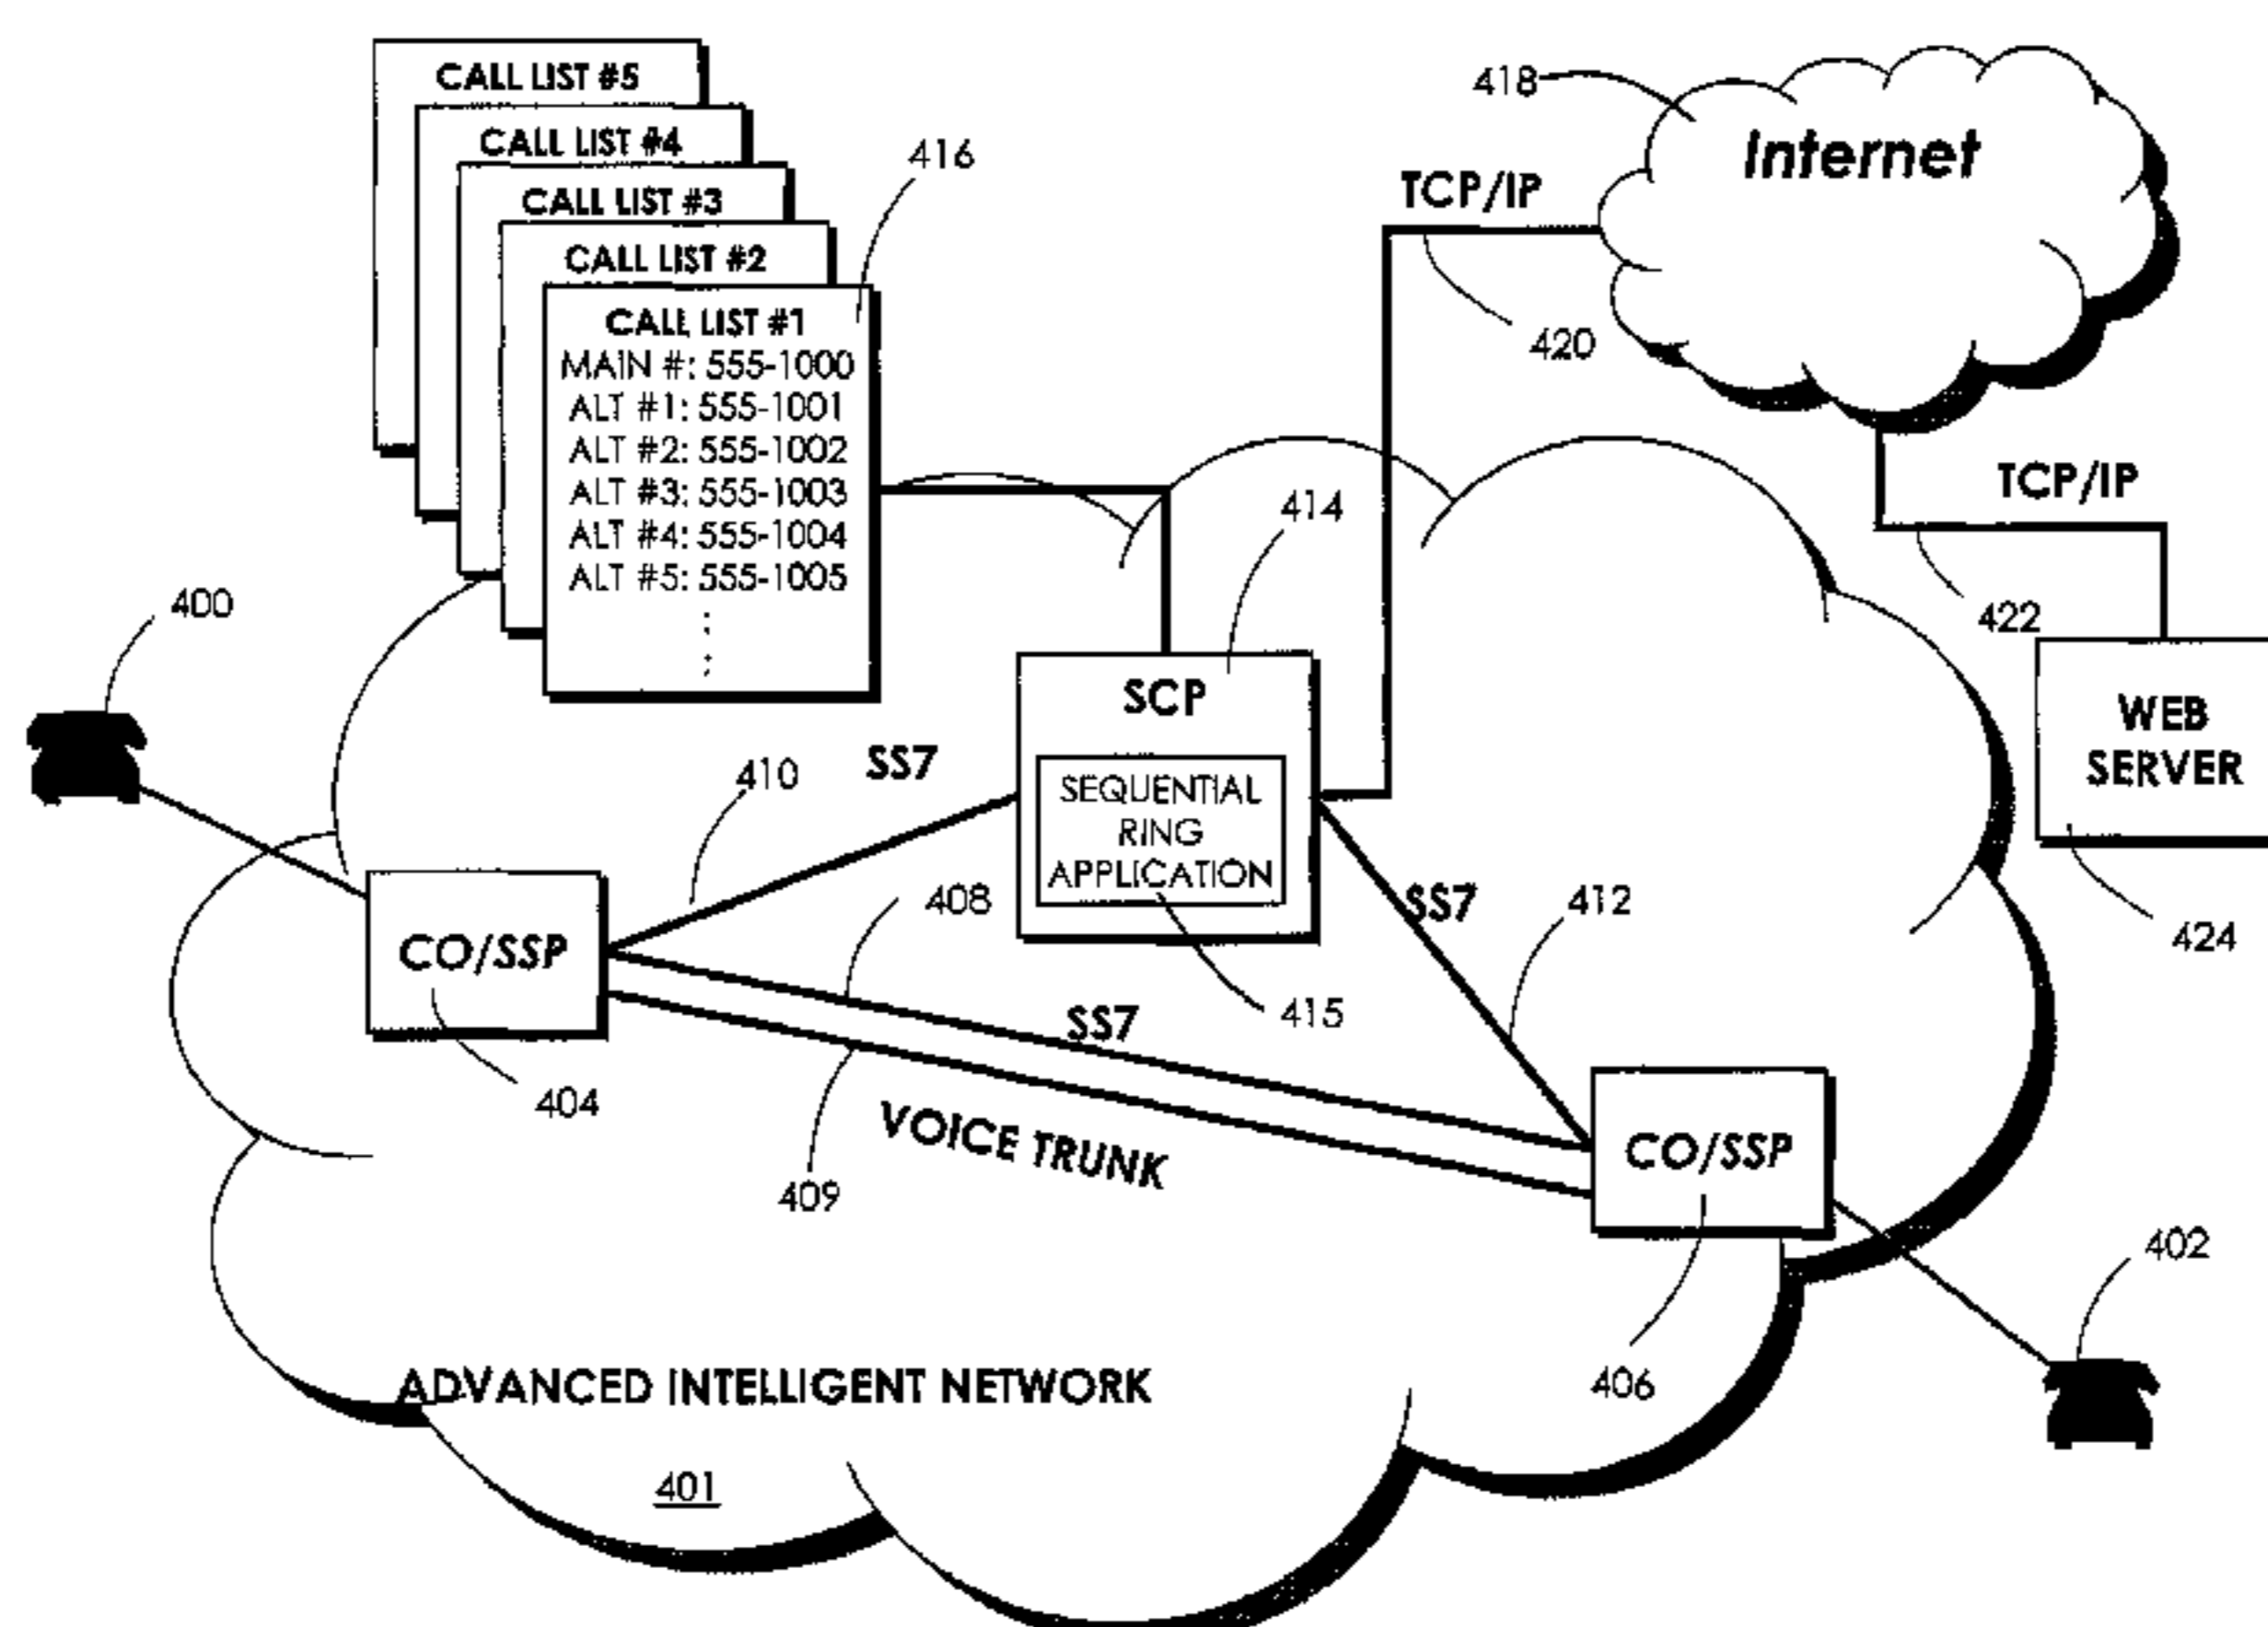 CALL LIST #5
CALL LIST #4
CALL LIST #3
CALL LIST #2
CALL LIST #1
MAIN #: 555-1000
ALT #1: 555-1001
ALT #2: 555-1002
ALT #3: 555-1003
ALT #4: 555-1004
ALT #5: 555-1005
416
418
Internet
TCP/IP
420
TCP/IP
422
414
400
SCP
SEQUENTIAL
RING
APPLICATION
WEB
SERVER
424
SS7
410
408
SS7
412
CO/SSP
404
SS7
415
409
VOICE TRUNK
CO/SSP
406
402
ADVANCED INTELLIGENT NETWORK
401